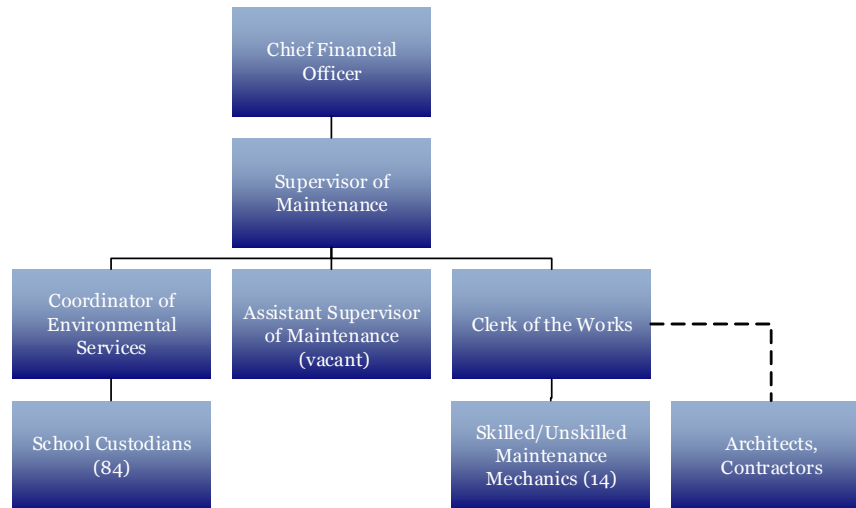 Chief Financial
Officer
Supervisor of
Maintenance
Coordinator of
Environmental
Services
Assistant Supervisor
of Maintenance
(vacant)
Clerk of the Works
School Custodians
(84)
Skilled/Unskilled
Maintenance
Mechanics (14)
Architects,
Contractors